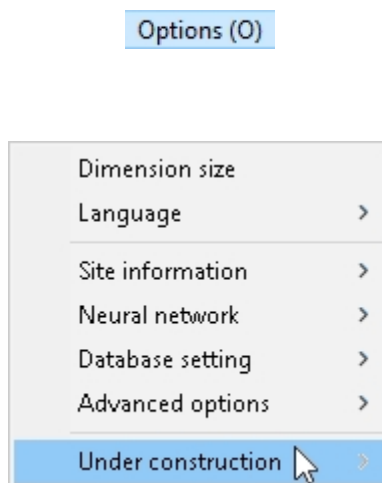 Options (O)
Dimension size
Language
Site information
Neural network
Database setting
Advanced options
Under construction